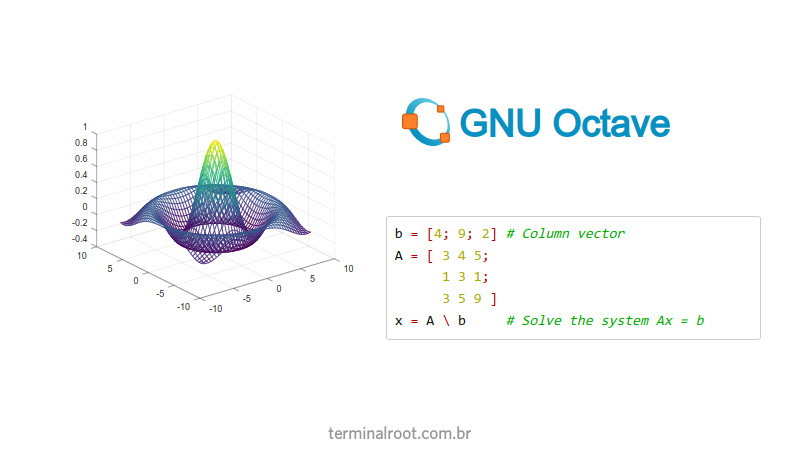 GNU Octave
1
0.8
0.6
0.4
0.2
0
-0.2
-0.4
10
5
0
-5
-10
-10
-5
0
5
10
b = [4; 9; 2] # Column vector
A = [ 3 4 5;
1 3 1;
3 5 9 ]
x = A \ b # Solve the system Ax = b
terminalroot.com.br